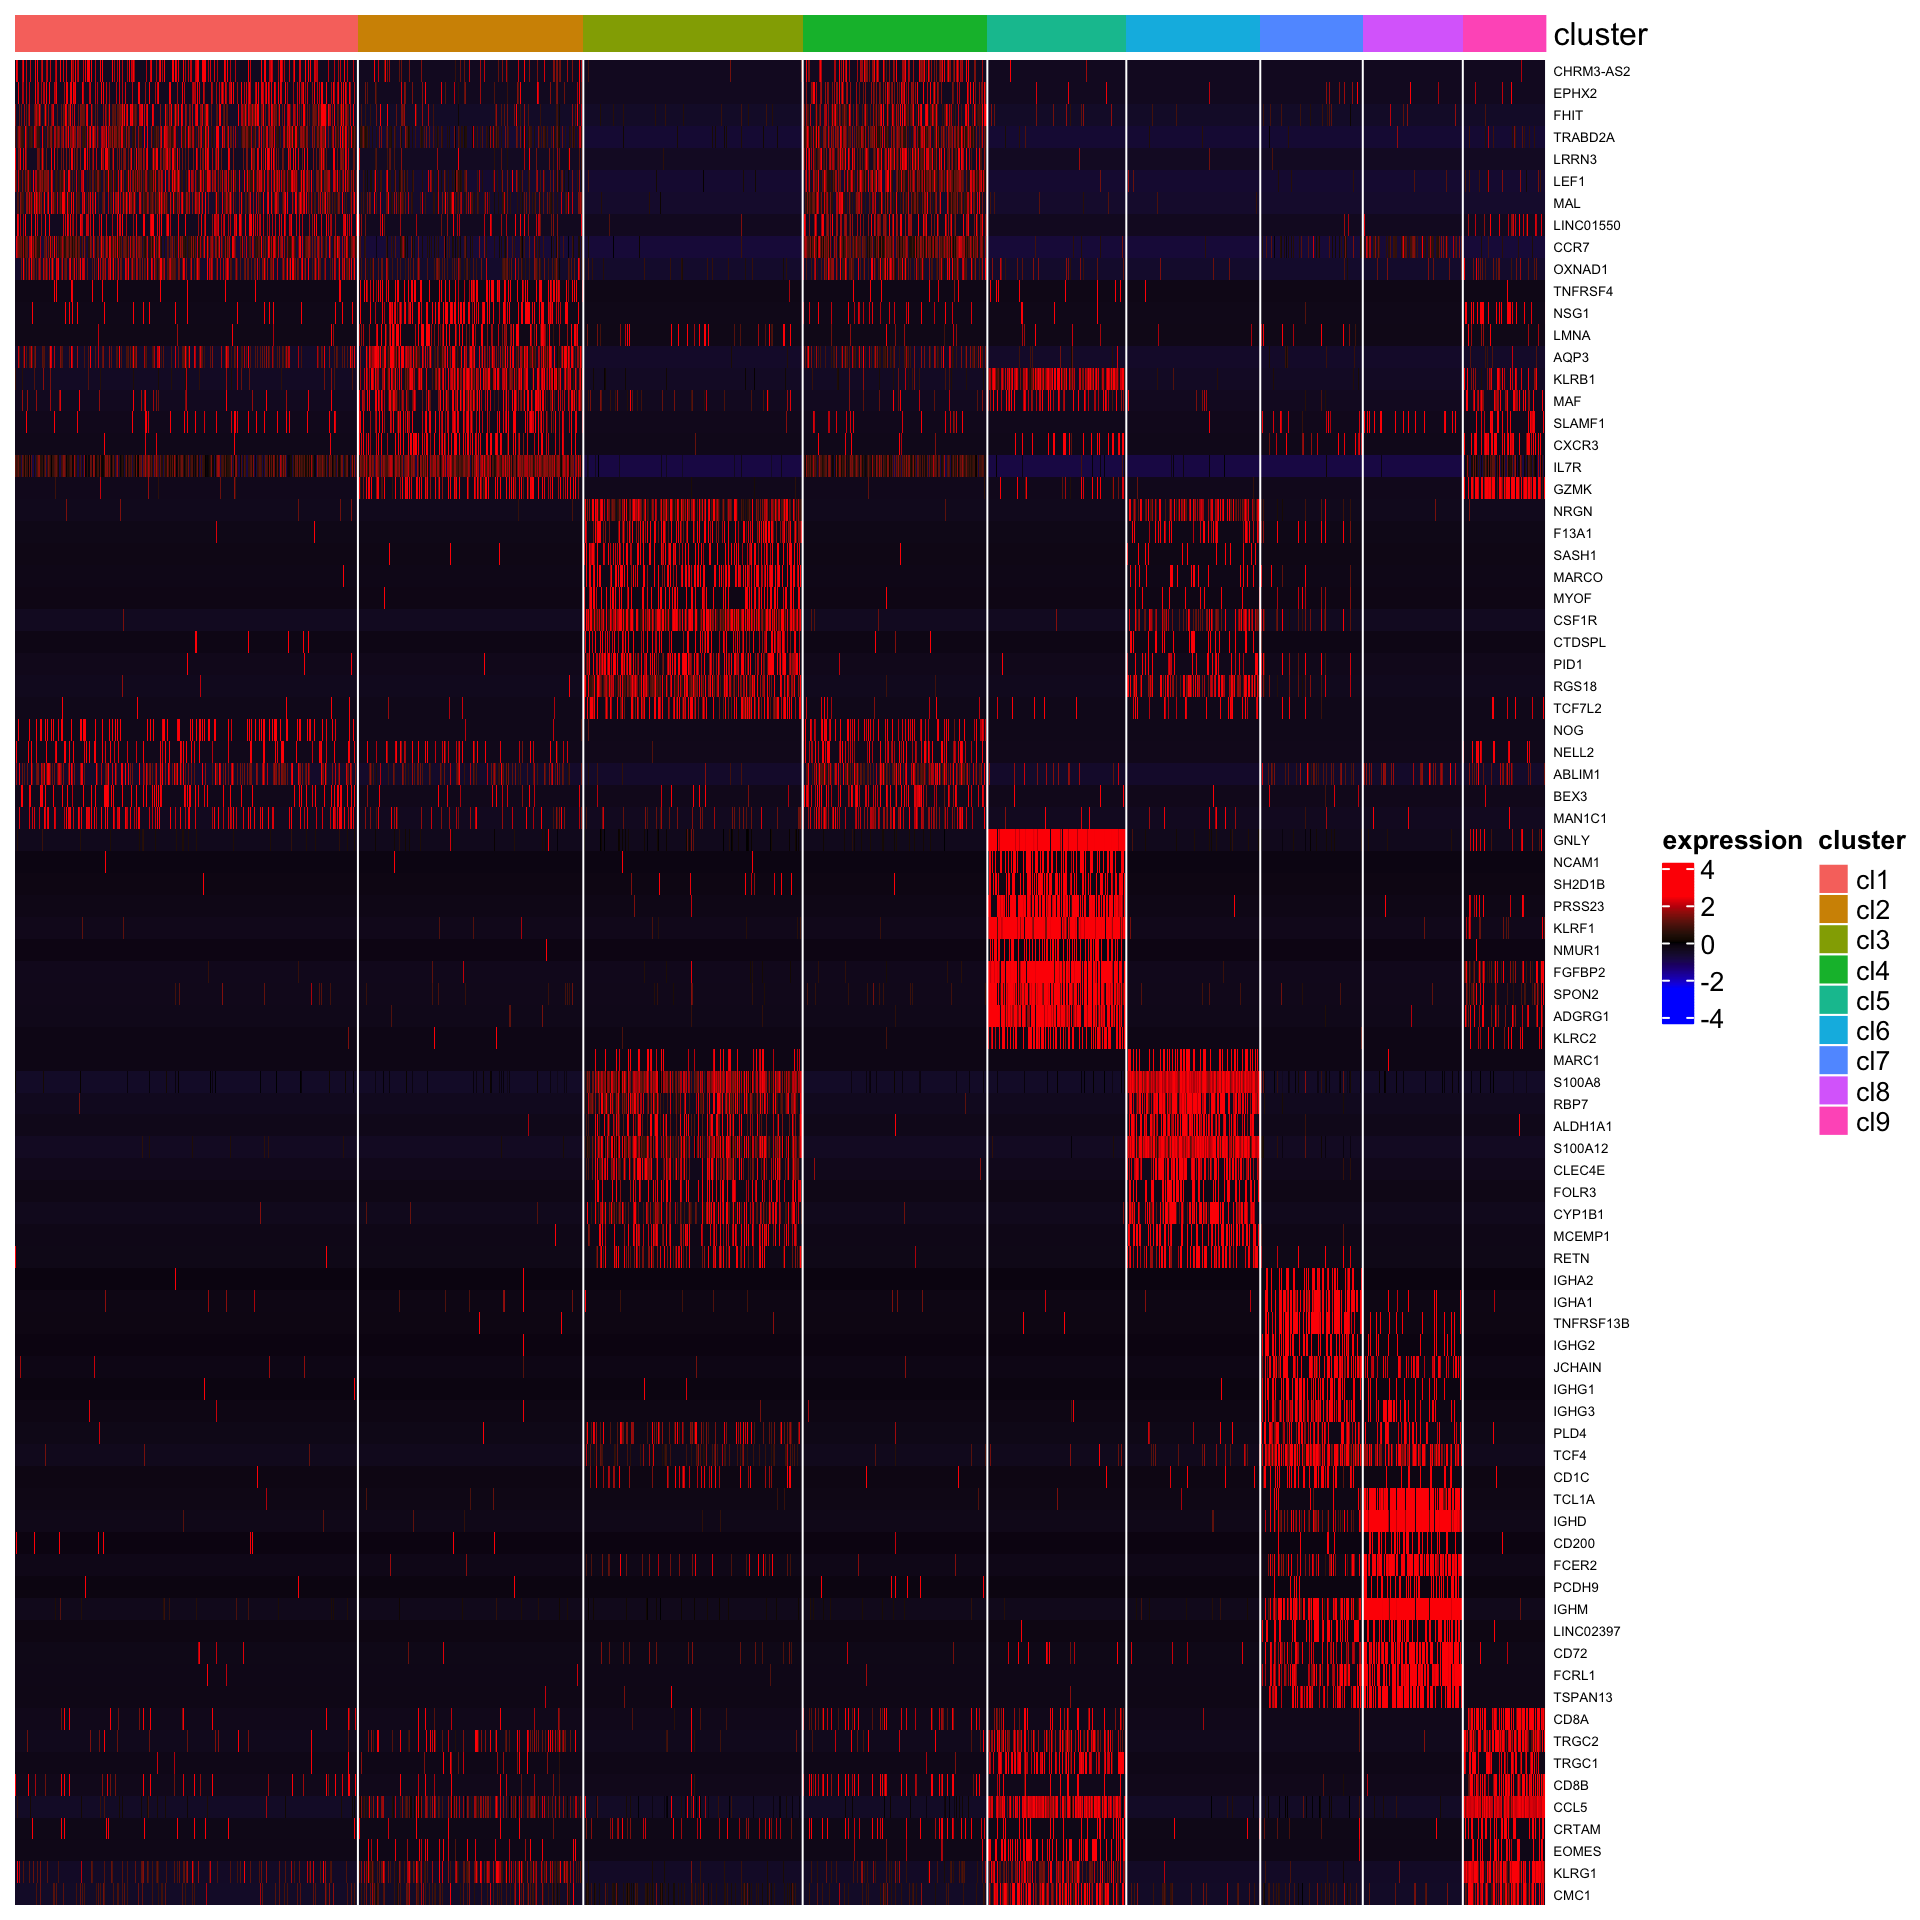 cluster
CHRM3-AS2
EPHX2
FHIT
TRABD2A
LRRN3
LEF1
MAL
LINC01550
CCR7
OXNAD1
TNFRSF4
NSG1
LMNA
AQP3
KLRB1
MAF
SLAMF1
CXCR3
IL7R
GZMK
NRGN
F13A1
SASH1
MARCO
MYOF
CSF1R
CTDSPL
PID1
RGS18
TCF7L2
NOG
NELL2
ABLIM1
BEX3
MAN1C1
GNLY
NCAM1
SH2D1B
PRSS23
KLRF1
NMUR1
FGFBP2
SPON2
ADGRG1
KLRC2
MARC1
S100A8
RBP7
ALDH1A1
S100A12
CLEC4E
FOLR3
CYP1B1
MCEMP1
RETN
IGHA2
IGHA1
TNFRSF13B
IGHG2
JCHAIN
IGHG1
IGHG3
PLD4
TCF4
CD1C
TCL1A
IGHD
CD200
FCER2
PCDH9
IGHM
LINC02397
CD72
FCRL1
TSPAN13
CD8A
TRGC2
TRGC1
CD8B
CCL5
CRTAM
EOMES
KLRG1
CMC1
expression
4
2
0
-2
-4
cluster
cl1
cl2
cl3
cl4
cl5
cl6
cl7
cl8
cl9